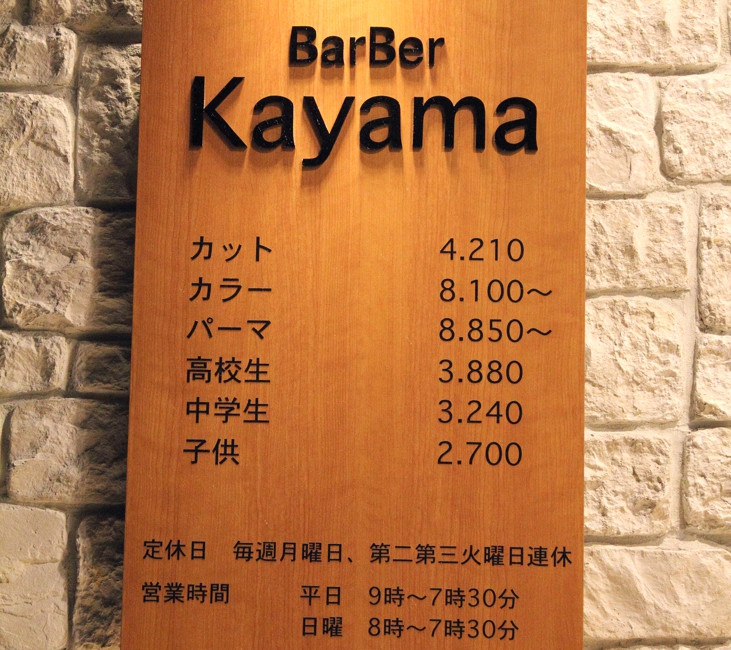 BarBer
Kayama
カット 4.210
カラー 8.100～
パーマ 8.850～
高校生 3.880
中学生 3.240
子供 2.700
定休日 毎週月曜日、第二第三火曜日連休
営業時間 平日 9時～7時30分
日曜 8時～7時30分